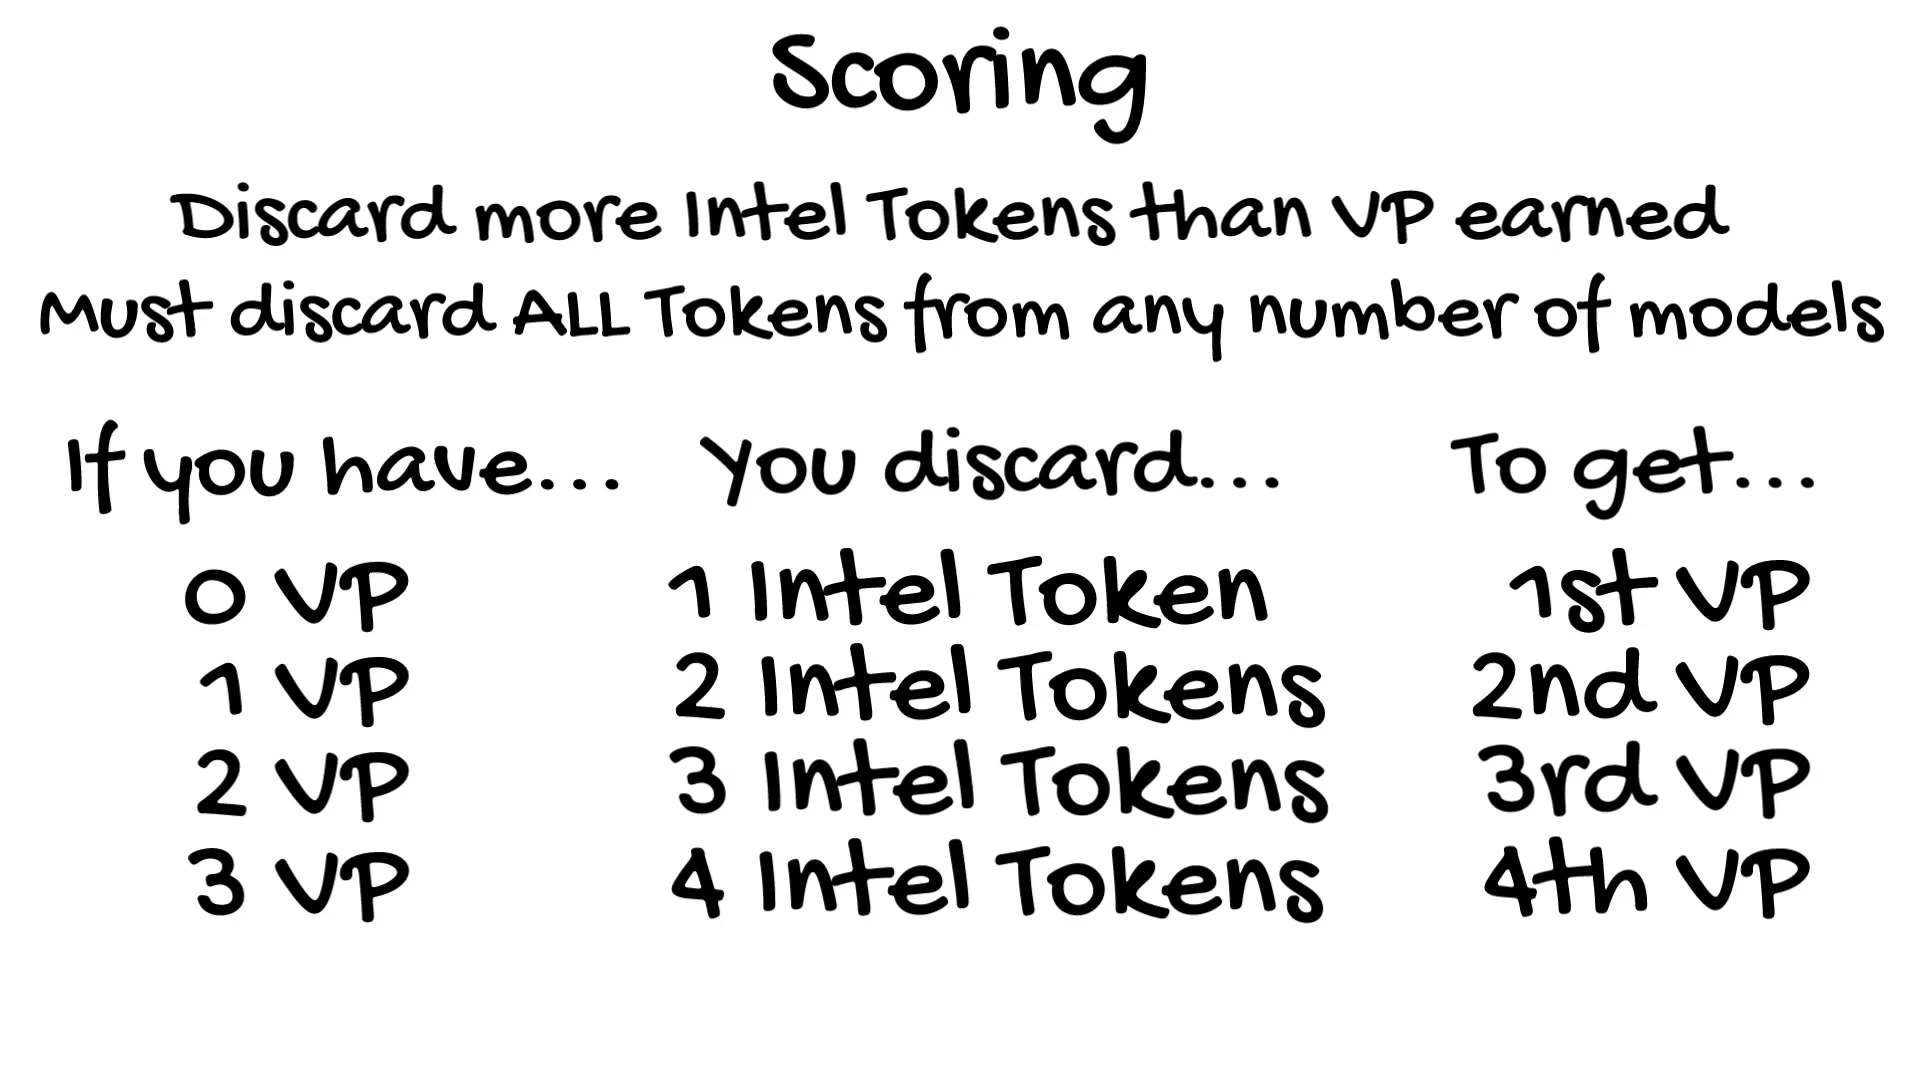 Scoring
Discard more Intel Tokens than VP earned
Must discard ALL Tokens from any number of models
If you have... You discard... To get...
0 VP 1 Intel Token 1st VP
1 VP 2 Intel Tokens 2nd VP
2 VP 3 Intel Tokens 3rd VP
3 VP 4 Intel Tokens 4th VP